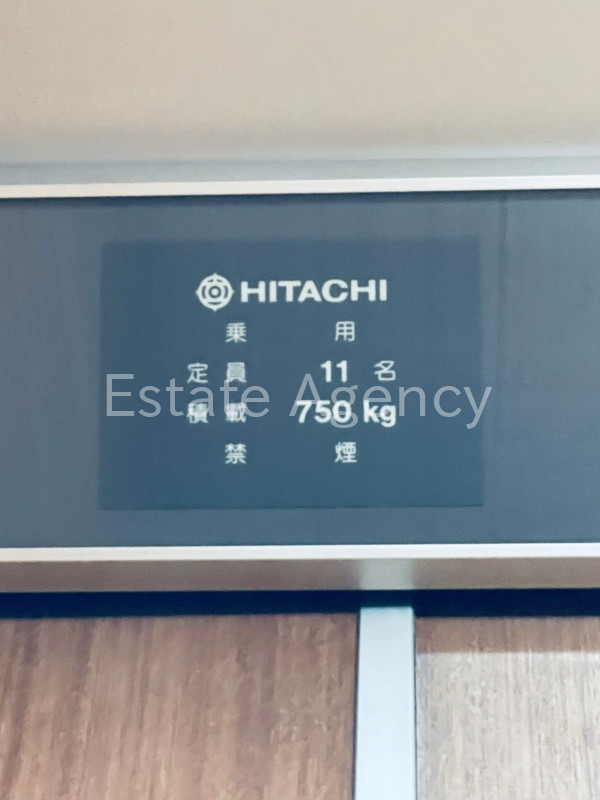 HITACHI
乗 用
定 員 11 名
Estate Agency
積 載 750 kg
禁 煙